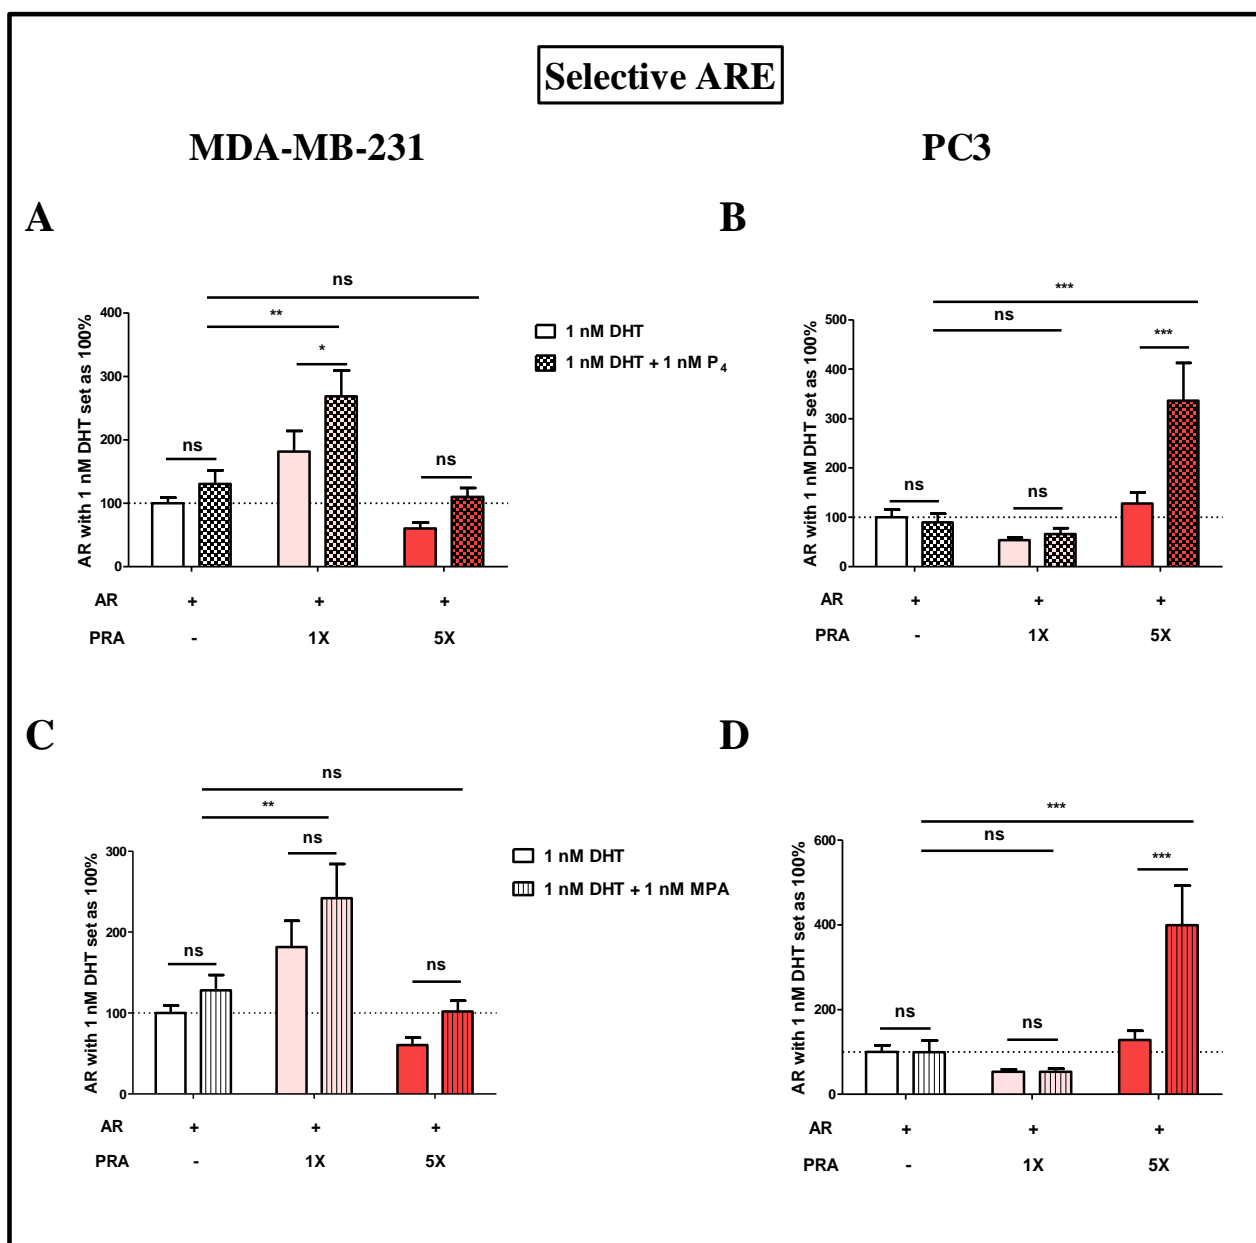 Selective ARE
MDA-MB-231
PC3
A
ns
**
*
ns
ns
AR with 1 nM DHT set as 100%
400
300
200
100
0
1 nM DHT
1 nM DHT + 1 nM P4
AR + + +
PRA - 1X 5X
B
***
ns
***
ns
ns
AR with 1 nM DHT set as 100%
500
400
300
200
100
0
AR + + +
PRA - 1X 5X
C
ns
**
ns
ns
ns
AR with 1 nM DHT set as 100%
300
200
100
0
1 nM DHT
1 nM DHT + 1 nM MPA
AR + + +
PRA - 1X 5X
D
***
ns
***
ns
ns
AR with 1 nM DHT set as 100%
600
400
200
0
AR + + +
PRA - 1X 5X